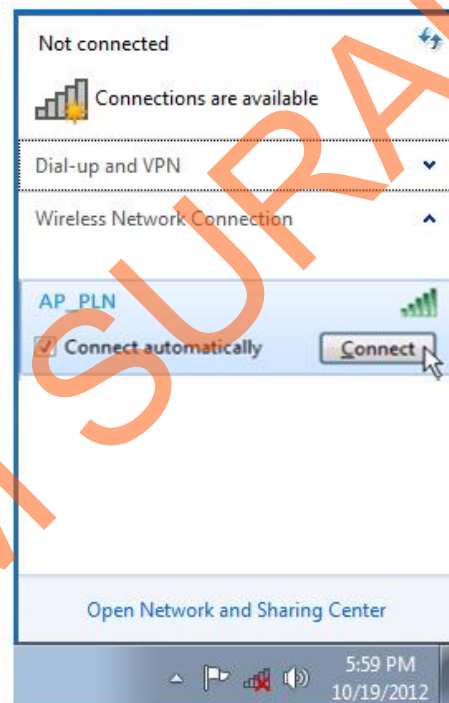 Not connected
Connections are available
Dial-up and VPN
Wireless Network Connection
AP_PLN
Connect automatically
Connect
Open Network and Sharing Center
5:59 PM
10/19/2012
M SURA